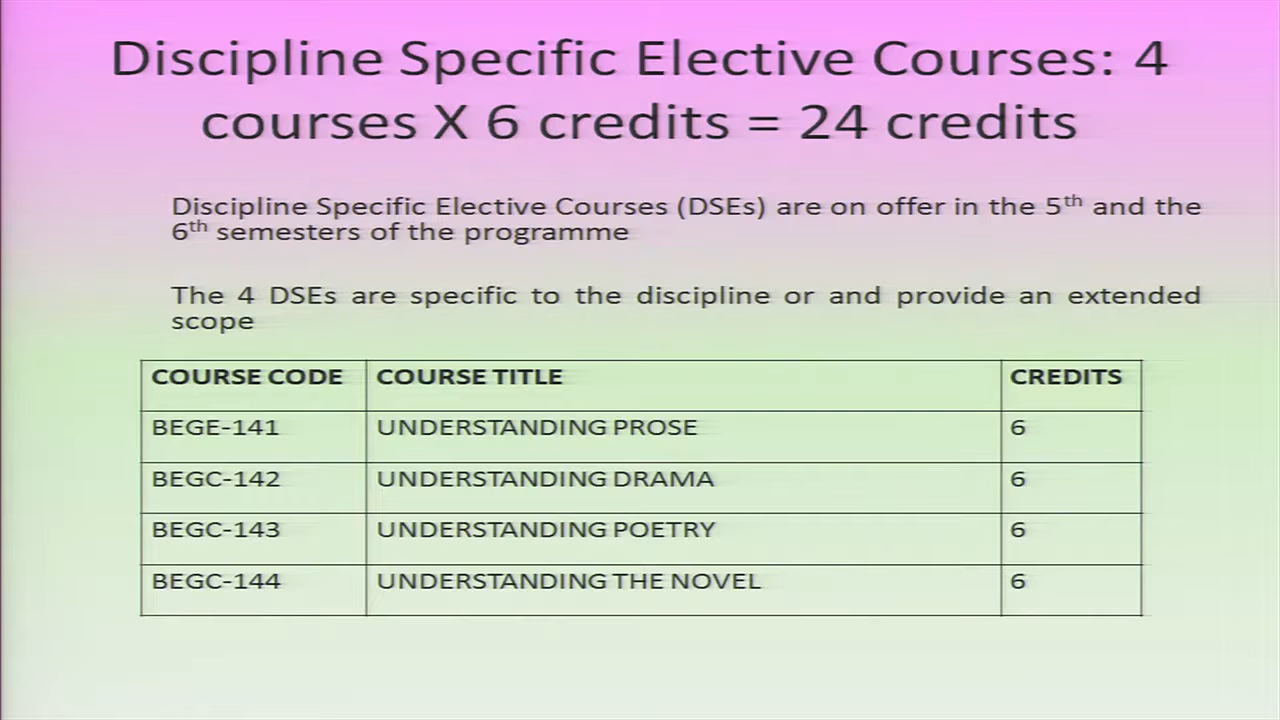 Discipline Specific Elective Courses: 4
courses X 6 credits = 24 credits
Discipline Specific Elective Courses (DSEs) are on offer in the 5th and the
6th semesters of the programme
The 4 DSEs are specific to the discipline or and provide an extended
scope
COURSE CODE COURSE TITLE CREDITS
BEGE-141 UNDERSTANDING PROSE 6
BEGC-142 UNDERSTANDING DRAMA 6
BEGC-143 UNDERSTANDING POETRY 6
BEGC-144 UNDERSTANDING THE NOVEL 6